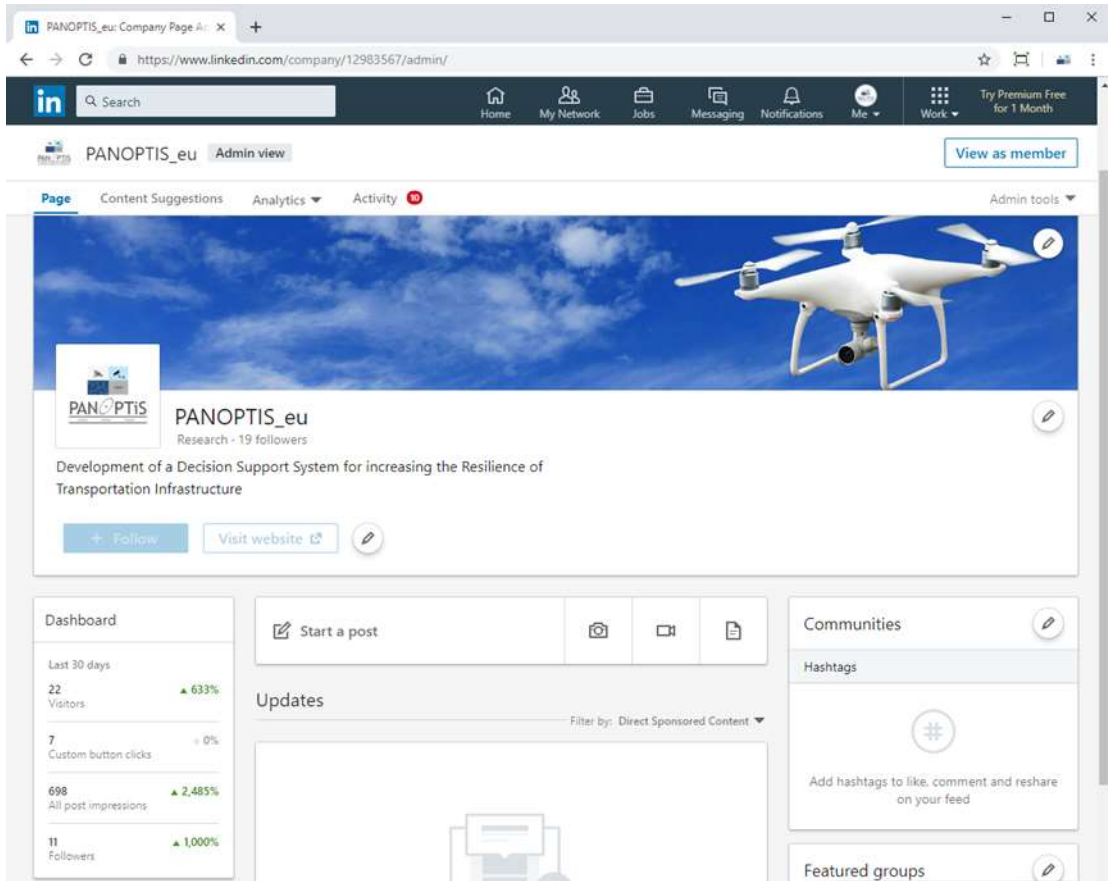 PANOPTIS_eu: Company Page Ac
https://www.linkedin.com/company/12983567/admin/
in
Search
Home
My Network
Jobs
Messaging
Notifications
Me
Work
Try Premium Free
for 1 Month
PANOPTIS_eu
Admin view
View as member
Page
Content Suggestions
Analytics
Activity
10
Admin tools
PANOPTiS
PANOPTIS_eu
Research - 19 followers
Development of a Decision Support System for increasing the Resilience of
Transportation Infrastructure
+ Follow
Visit website
Dashboard
Last 30 days
22
633%
Visitors
7
0%
Custom button clicks
698
2,485%
All post impressions
11
1,000%
Followers
Start a post
Updates
Filter by: Direct Sponsored Content
Communities
Hashtags
#
Add hashtags to like, comment and reshare
on your feed
Featured groups